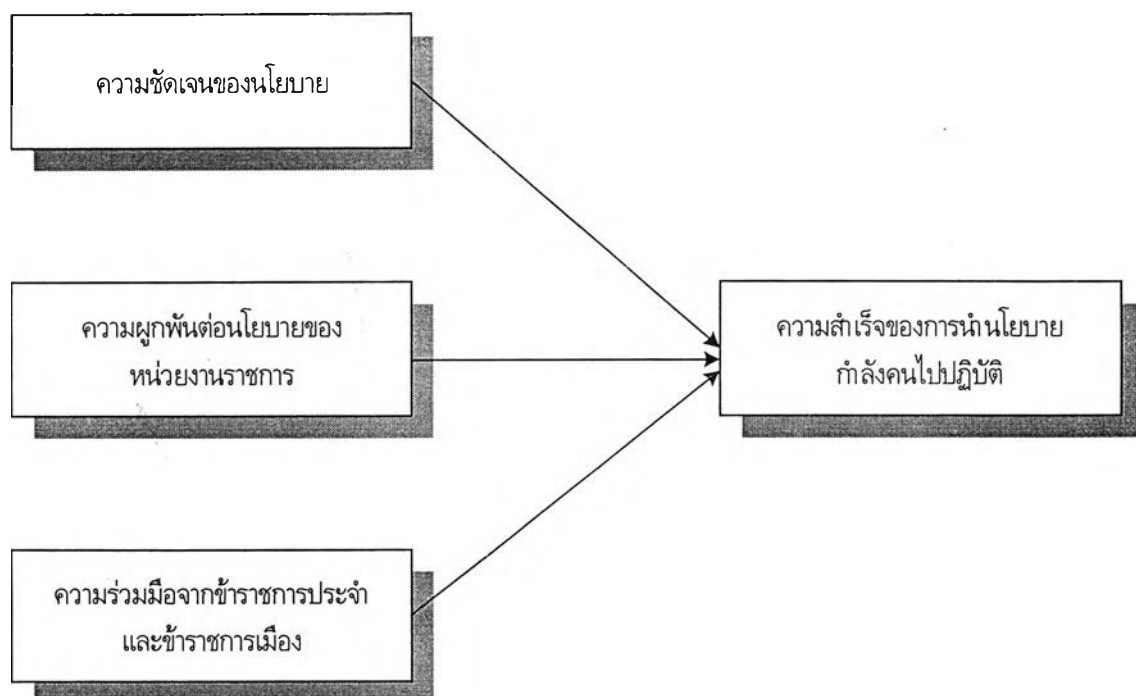 ความชัดเจนของนโยบาย
ความผูกพันต่อนโยบายของ
หน่วยงานราชการ
ความสำเร็จของการนำนโยบาย
กำลังคนไปปฏิบัติ
ความร่วมมือจากข้าราชการประจำ
และข้าราชการเมือง